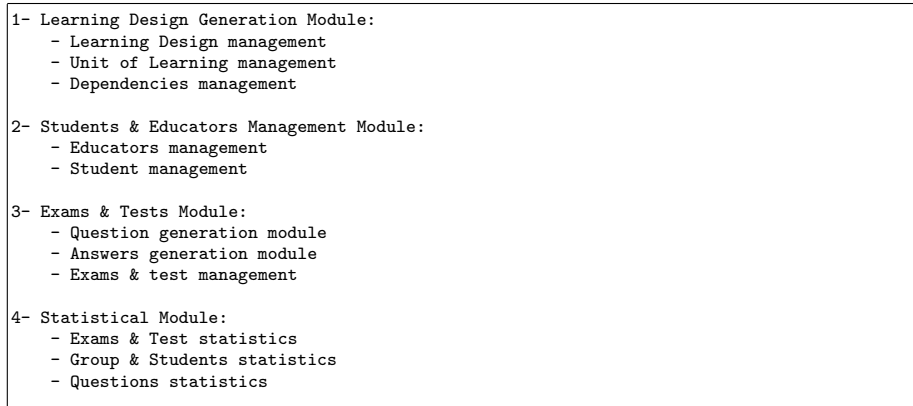 1- Learning Design Generation Module:
- Learning Design management
- Unit of Learning management
- Dependencies management
2- Students & Educators Management Module:
- Educators management
- Student management
3- Exams & Tests Module:
- Question generation module
- Answers generation module
- Exams & test management
4- Statistical Module:
- Exams & Test statistics
- Group & Students statistics
- Questions statistics